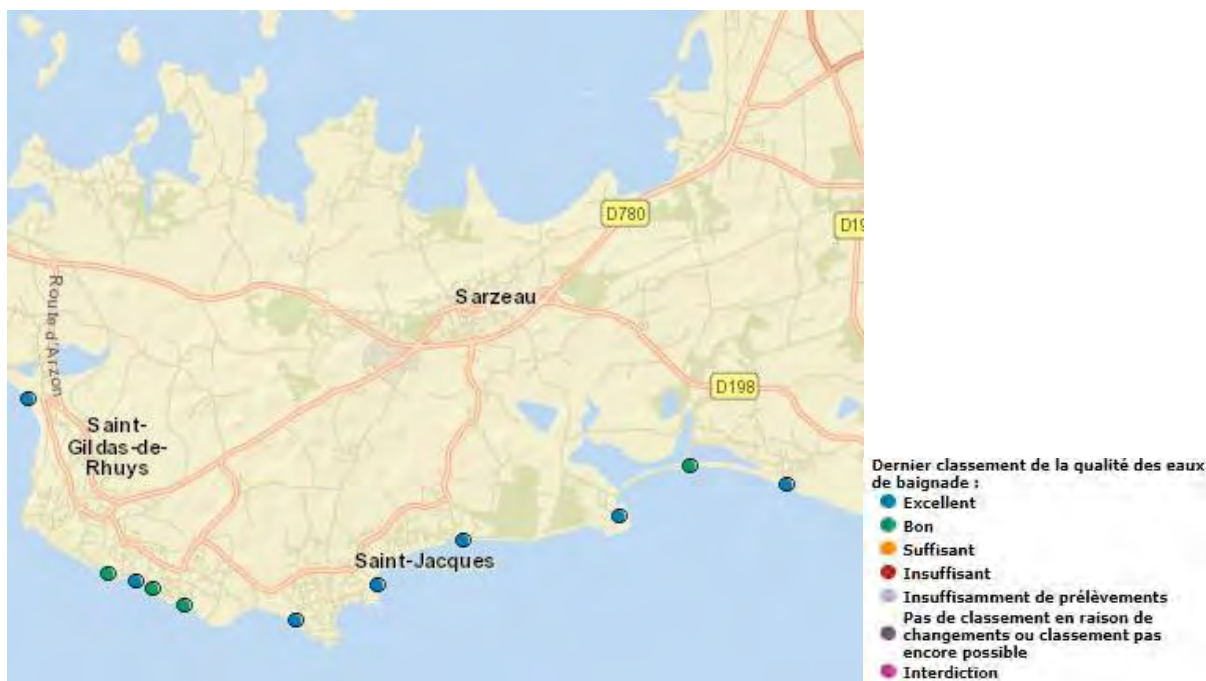 D780
D19
Sarzeau
Route d'Arzon
D198
Saint-
Gildas-de-
Rhuys
Saint-Jacques
Dernier classement de la qualité des eaux
de baignade :
Excellent
Bon
Suffisant
Insuffisant
Insuffisamment de prélèvements
Pas de classement en raison de
changements ou classement pas
encore possible
Interdiction